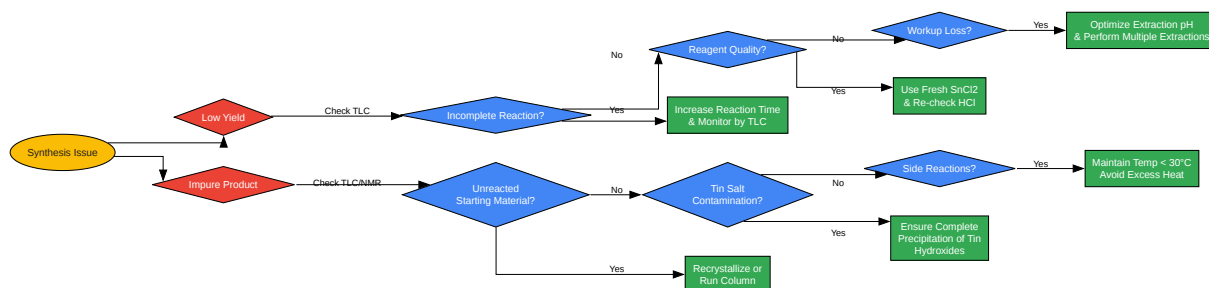 Workup Loss?
Yes
Optimize Extraction pH
& Perform Multiple Extractions
No
Reagent Quality?
No
Yes
Use Fresh SnCl2
& Re-check HCl
Low Yield
Check TLC
Incomplete Reaction?
Yes
Increase Reaction Time
& Monitor by TLC
Synthesis Issue
Impure Product
Check TLC/NMR
Unreacted
Starting Material?
No
Tin Salt
Contamination?
No
Side Reactions?
Yes
Maintain Temp < 30°C
Avoid Excess Heat
Yes
Ensure Complete
Precipitation of Tin
Hydroxides
Yes
Recrystallize or
Run Column